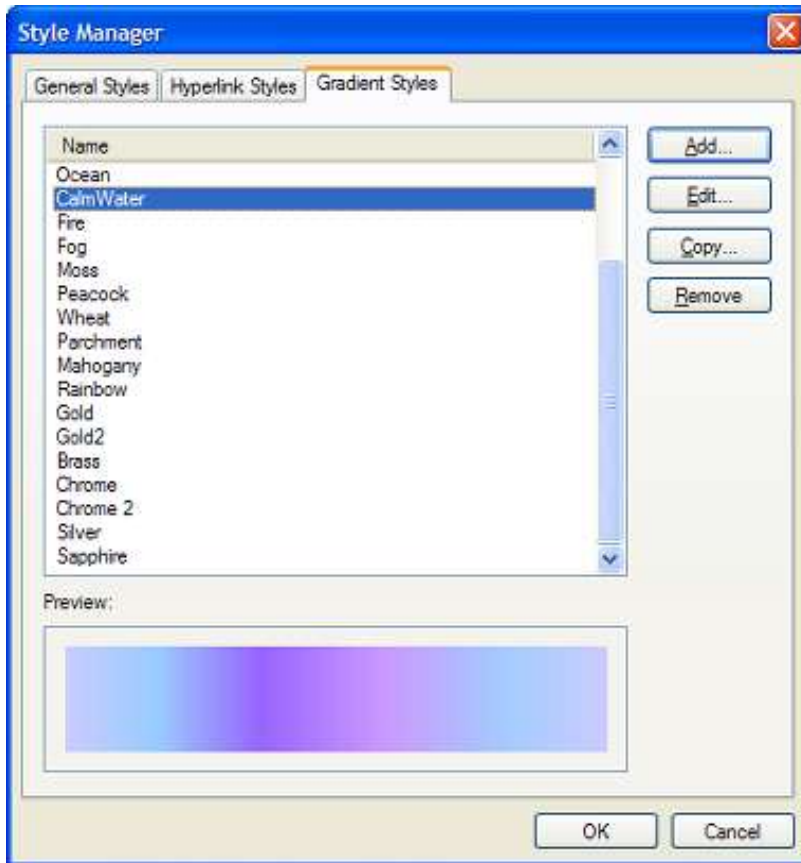 Style Manager
General Styles Hyperlink Styles Gradient Styles
Name
Ocean
CalmWater
Fire
Fog
Moss
Peacock
Wheat
Parchment
Mahogany
Rainbow
Gold
Gold2
Brass
Chrome
Chrome 2
Silver
Sapphire
Add...
Edit...
Copy...
Remove
Preview:
OK Cancel